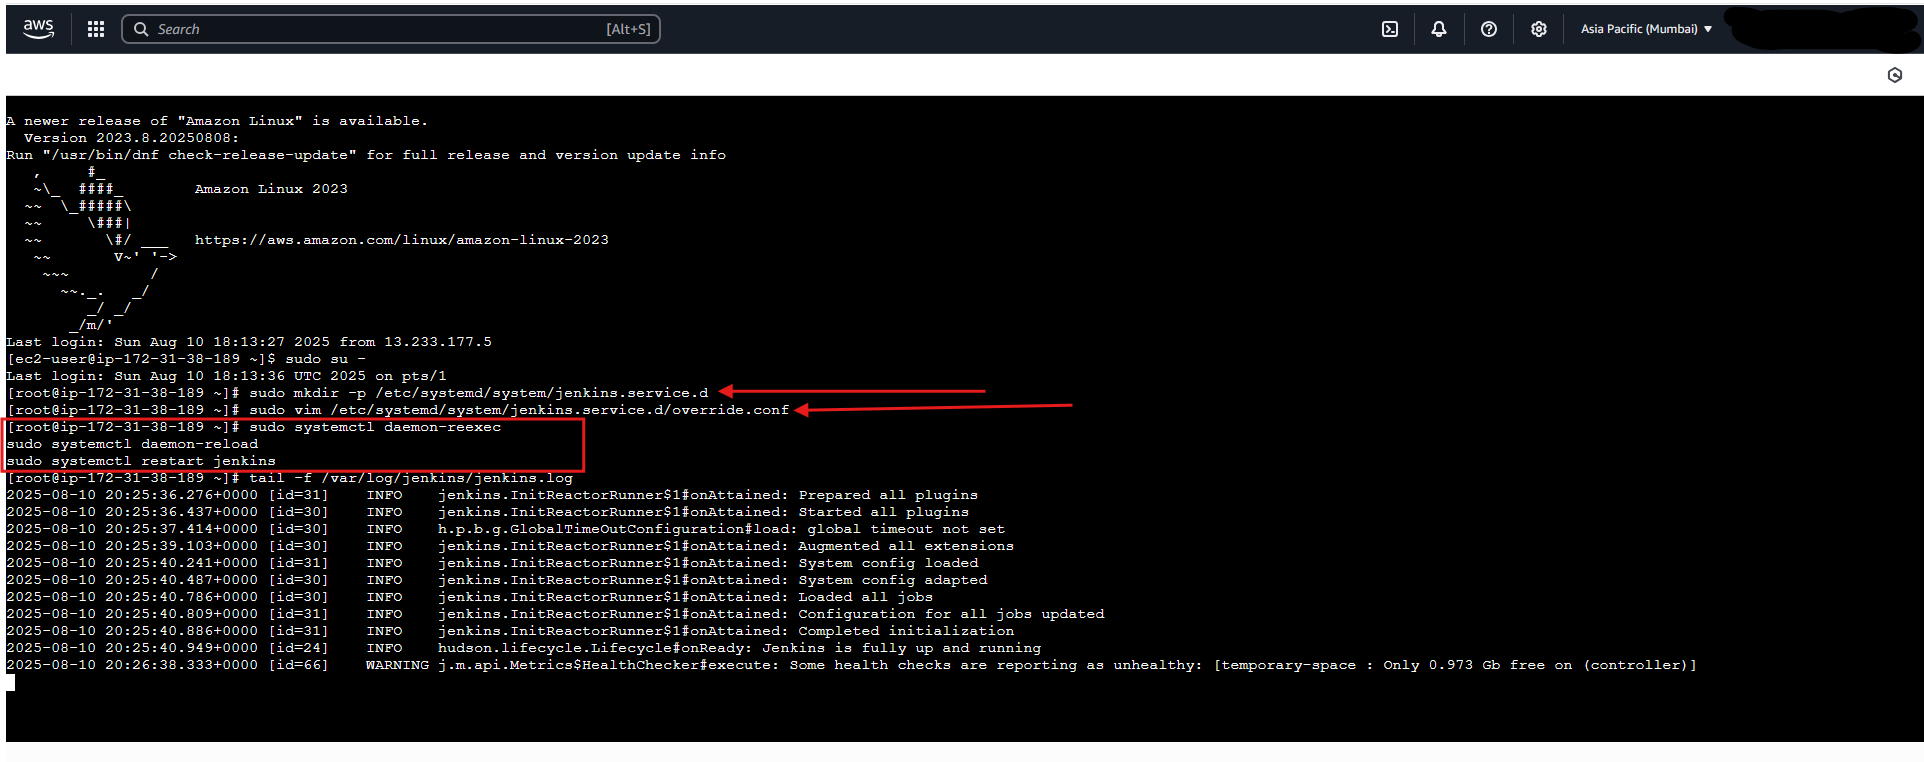 aws
Search [Alt+S]
Asia Pacific (Mumbai)
A newer release of "Amazon Linux" is available.
  Version 2023.8.20250808:
Run "/usr/bin/dnf check-release-update" for full release and version update info
   ,     #_
   ~\_  ####_        Amazon Linux 2023
  ~~  \_#####\
  ~~     \###|
  ~~       \#/ ___   https://aws.amazon.com/linux/amazon-linux-2023
   ~~       V~' '->
    ~~~         /
      ~~._.   _/
         _/ _/
       _/m/'
Last login: Sun Aug 10 18:13:27 2025 from 13.233.177.5
[ec2-user@ip-172-31-38-189 ~]$ sudo su -
Last login: Sun Aug 10 18:13:36 UTC 2025 on pts/1
[root@ip-172-31-38-189 ~]# sudo mkdir -p /etc/systemd/system/jenkins.service.d
[root@ip-172-31-38-189 ~]# sudo vim /etc/systemd/system/jenkins.service.d/override.conf
[root@ip-172-31-38-189 ~]# sudo systemctl daemon-reexec
sudo systemctl daemon-reload
sudo systemctl restart jenkins
[root@ip-172-31-38-189 ~]# tail -f /var/log/jenkins/jenkins.log
2025-08-10 20:25:36.276+0000 [id=31]    INFO    jenkins.InitReactorRunner$1#onAttained: Prepared all plugins
2025-08-10 20:25:36.437+0000 [id=30]    INFO    jenkins.InitReactorRunner$1#onAttained: Started all plugins
2025-08-10 20:25:37.414+0000 [id=30]    INFO    h.p.b.g.GlobalTimeOutConfiguration#load: global timeout not set
2025-08-10 20:25:39.103+0000 [id=30]    INFO    jenkins.InitReactorRunner$1#onAttained: Augmented all extensions
2025-08-10 20:25:40.241+0000 [id=31]    INFO    jenkins.InitReactorRunner$1#onAttained: System config loaded
2025-08-10 20:25:40.487+0000 [id=30]    INFO    jenkins.InitReactorRunner$1#onAttained: System config adapted
2025-08-10 20:25:40.786+0000 [id=30]    INFO    jenkins.InitReactorRunner$1#onAttained: Loaded all jobs
2025-08-10 20:25:40.809+0000 [id=31]    INFO    jenkins.InitReactorRunner$1#onAttained: Configuration for all jobs updated
2025-08-10 20:25:40.886+0000 [id=31]    INFO    jenkins.InitReactorRunner$1#onAttained: Completed initialization
2025-08-10 20:25:40.949+0000 [id=24]    INFO    hudson.lifecycle.Lifecycle#onReady: Jenkins is fully up and running
2025-08-10 20:26:38.333+0000 [id=66]    WARNING j.m.api.Metrics$HealthChecker#execute: Some health checks are reporting as unhealthy: [temporary-space : Only 0.973 Gb free on (controller)]